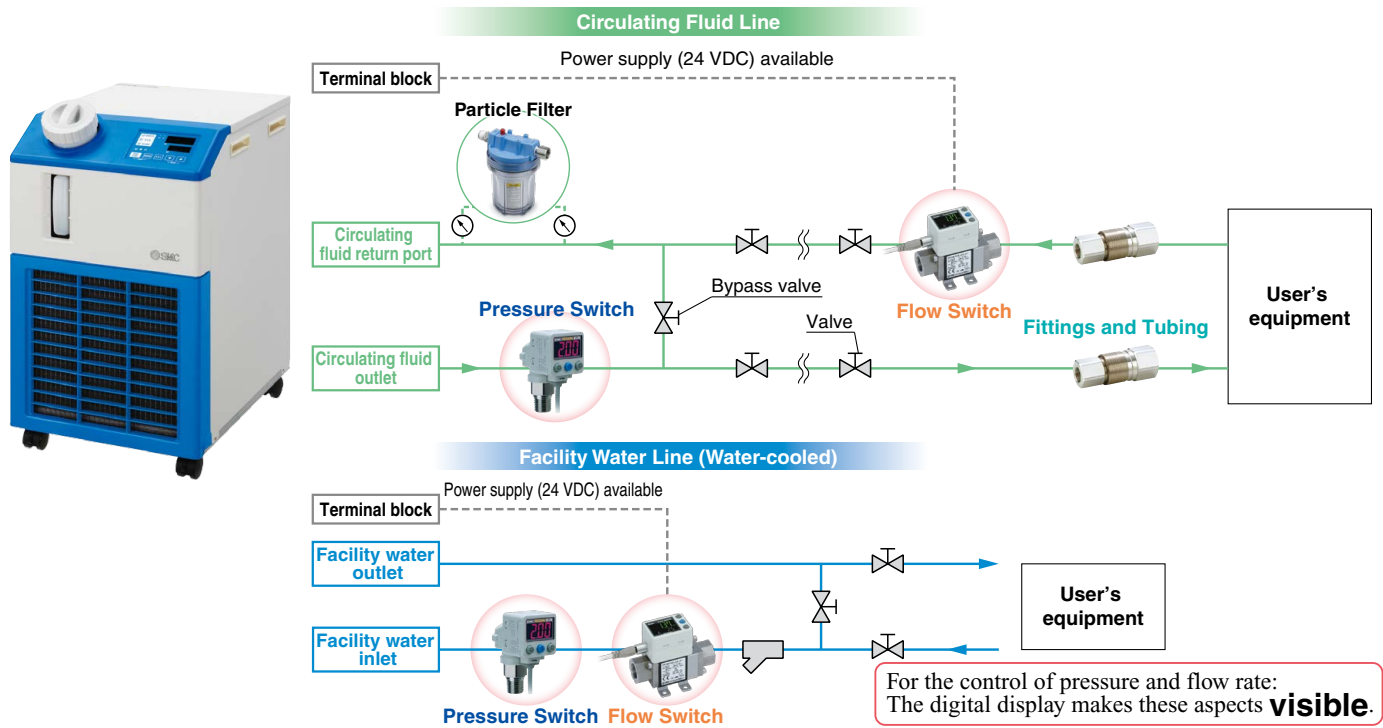 Circulating Fluid Line
Power supply (24 VDC) available
Terminal block
Particle Filter
Circulating
fluid return port
Bypass valve
Pressure Switch
Flow Switch
Valve
Fittings and Tubing
User's
equipment
Circulating fluid
outlet
SMC
200
Facility Water Line (Water-cooled)
Power supply (24 VDC) available
Terminal block
Facility water
outlet
User's
equipment
Facility water
inlet
200
Pressure Switch
Flow Switch
For the control of pressure and flow rate:
The digital display makes these aspects visible.